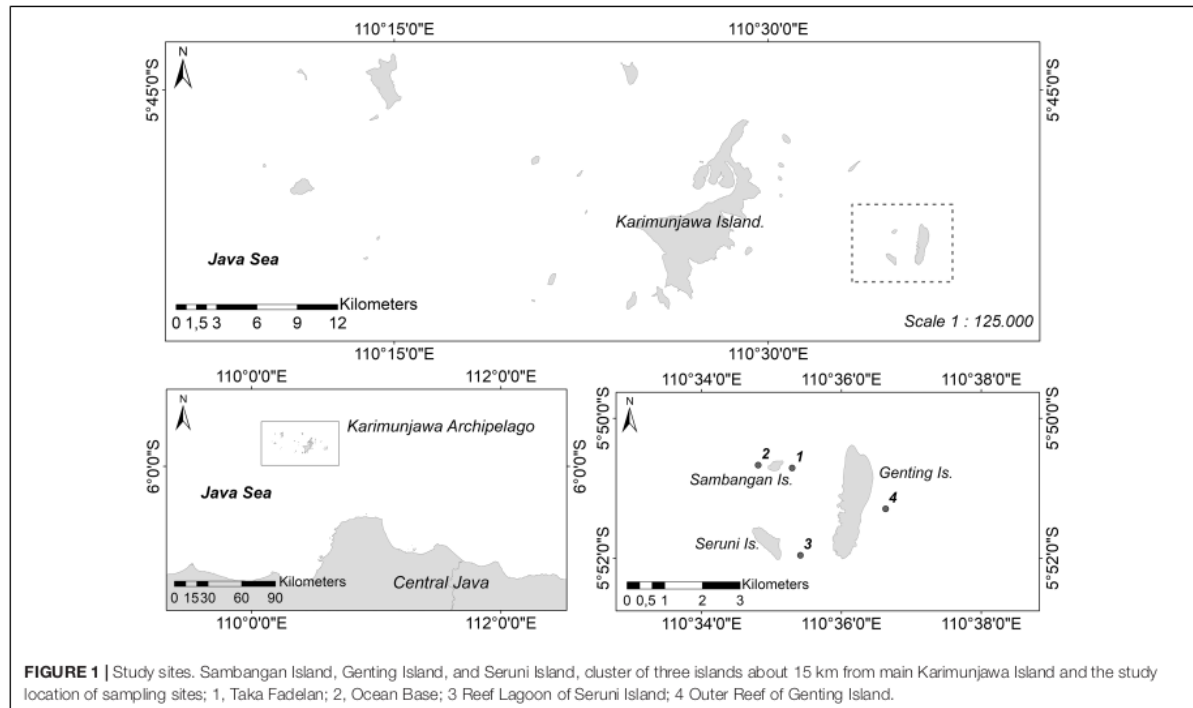 110°15'0"E 110°30'0"E
N
5°45'0"S 5°45'0"S
Karimunjawa Island.
Java Sea
Kilometers
0 1,5 3 6 9 12
Scale 1 : 125.000
110°15'0"E 110°30'0"E
110°0'0"E 112°0'0"E
N
Karimunjawa Archipelago
6°0'0"S 6°0'0"S
Java Sea
Kilometers
0 15 30 60 90
Central Java
110°0'0"E 112°0'0"E
110°34'0"E 110°36'0"E 110°38'0"E
N
5°50'0"S 5°50'0"S
2 1
Sambangan Is. Genting Is.
4
Seruni Is. 3
5°52'0"S 5°52'0"S
Kilometers
0 0,5 1 2 3
110°34'0"E 110°36'0"E 110°38'0"E
FIGURE 1 | Study sites. Sambangan Island, Genting Island, and Seruni Island, cluster of three islands about 15 km from main Karimunjawa Island and the study
location of sampling sites; 1, Taka Fadelan; 2, Ocean Base; 3 Reef Lagoon of Seruni Island; 4 Outer Reef of Genting Island.